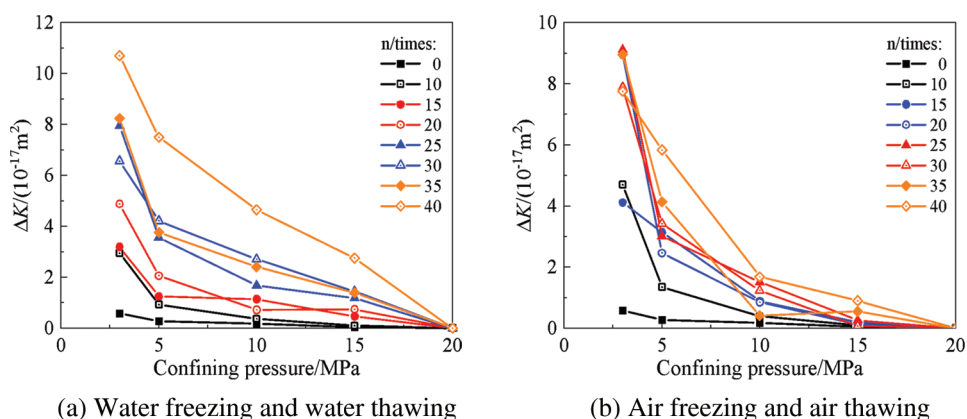 12
10
8
6
4
2
0
ΔK/(10⁻¹⁷m²)
n/times:
0
10
15
20
25
30
35
40
0 5 10 15 20
Confining pressure/MPa
(a) Water freezing and water thawing
10
8
6
4
2
0
ΔK/(10⁻¹⁷m²)
n/times:
0
10
15
20
25
30
35
40
0 5 10 15 20
Confining pressure/MPa
(b) Air freezing and air thawing